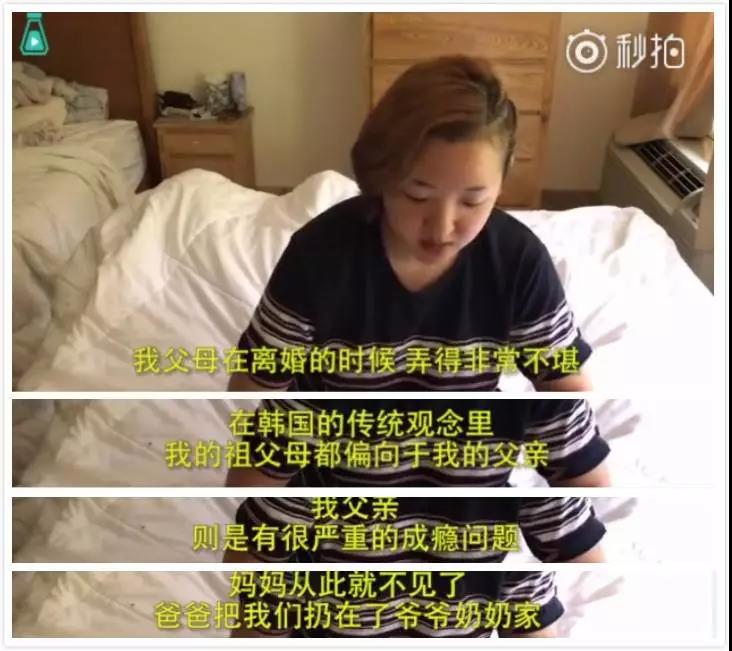 秒拍
我父母在离婚的时候 弄得非常不堪
在韩国的传统观念里
我的祖父母都偏向于我的父亲
我父亲
则是有很严重的成瘾问题
妈妈从此就不见了
爸爸把我们扔在了爷爷奶奶家